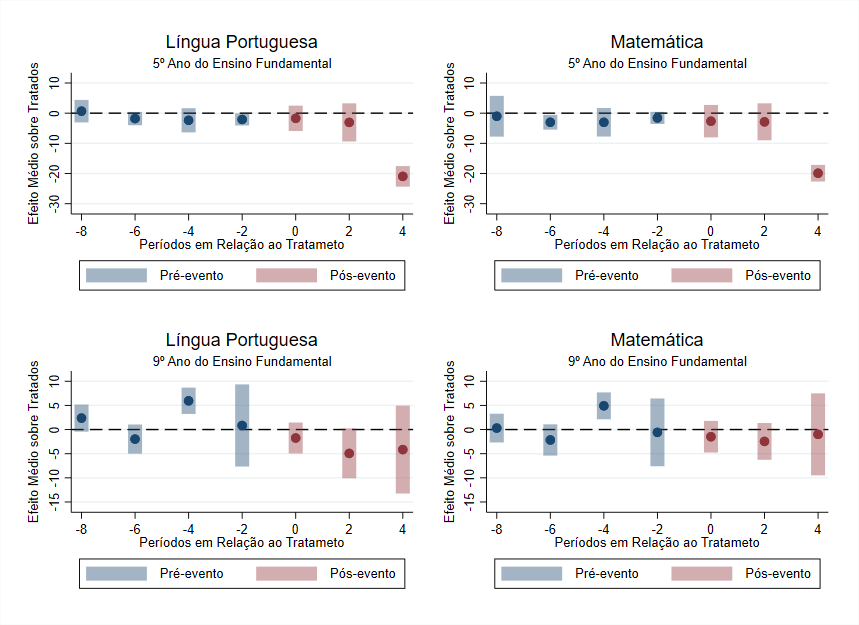 Língua Portuguesa
5º Ano do Ensino Fundamental
Efeito Médio sobre Tratados
10
0
-10
-20
-30
-8 -6 -4 -2 0 2 4
Períodos em Relação ao Tratameto
Pré-evento Pós-evento
Matemática
5º Ano do Ensino Fundamental
Efeito Médio sobre Tratados
10
0
-10
-20
-30
-8 -6 -4 -2 0 2 4
Períodos em Relação ao Tratameto
Pré-evento Pós-evento
Língua Portuguesa
9º Ano do Ensino Fundamental
Efeito Médio sobre Tratados
10
5
0
-5
-10
-15
-8 -6 -4 -2 0 2 4
Períodos em Relação ao Tratameto
Pré-evento Pós-evento
Matemática
9º Ano do Ensino Fundamental
Efeito Médio sobre Tratados
10
5
0
-5
-10
-15
-8 -6 -4 -2 0 2 4
Períodos em Relação ao Tratameto
Pré-evento Pós-evento